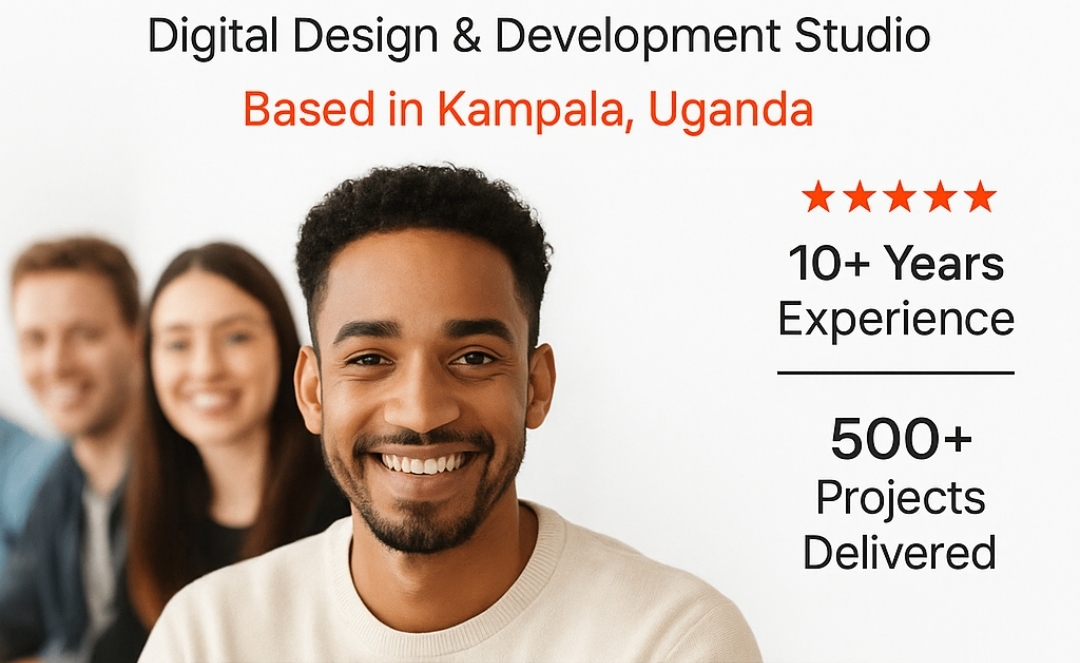 Digital Design & Development Studio
Based in Kampala, Uganda
★★★★★
10+ Years
Experience
500+
Projects
Delivered